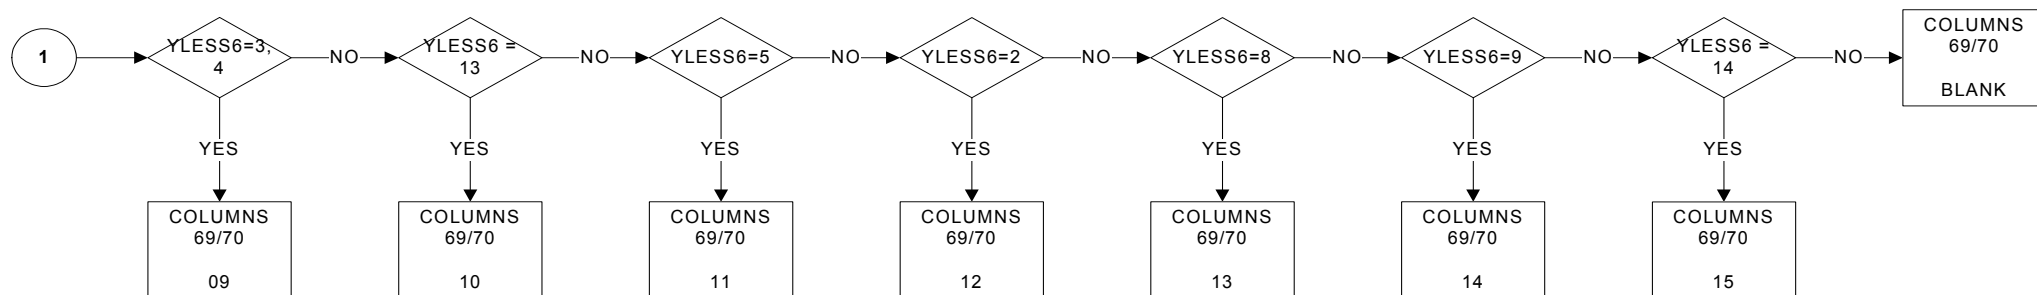 1
YLESS6=3,
4
NO
YLESS6 =
13
NO
YLESS6=5
NO
YLESS6=2
NO
YLESS6=8
NO
YLESS6=9
NO
YLESS6 =
14
NO
COLUMNS
69/70
BLANK
YES
YES
YES
YES
YES
YES
YES
COLUMNS
69/70
09
COLUMNS
69/70
10
COLUMNS
69/70
11
COLUMNS
69/70
12
COLUMNS
69/70
13
COLUMNS
69/70
14
COLUMNS
69/70
15